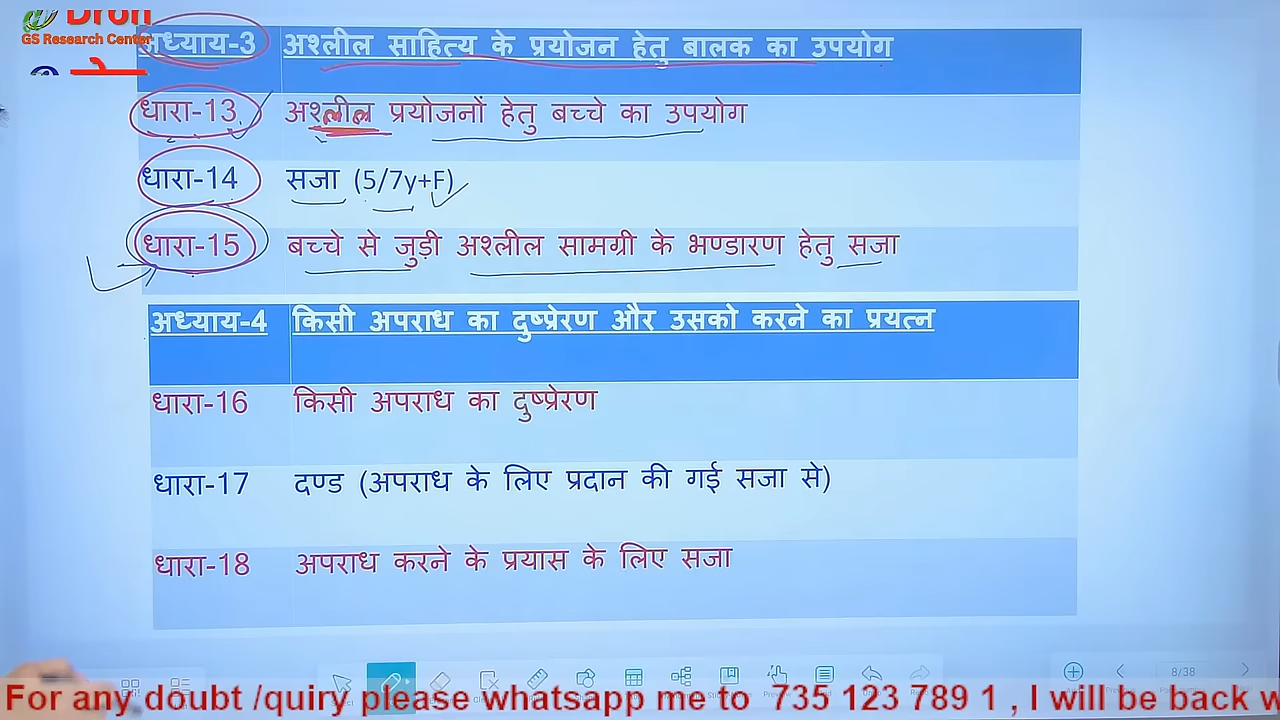 Dron
GS Research Center
अध्याय-3 अश्लील साहित्य के प्रयोजन हेतु बालक का उपयोग
धारा-13 अश्लील प्रयोजनों हेतु बच्चे का उपयोग
धारा-14 सजा (5/7y+F)
धारा-15 बच्चे से जुड़ी अश्लील सामग्री के भण्डारण हेतु सजा
अध्याय-4 किसी अपराध का दुष्प्रेरण और उसको करने का प्रयत्न
धारा-16 किसी अपराध का दुष्प्रेरण
धारा-17 दण्ड (अपराध के लिए प्रदान की गई सजा से)
धारा-18 अपराध करने के प्रयास के लिए सजा
8/38
For any doubt /quiry please whatsapp me to 735 123 789 1 , I will be back w